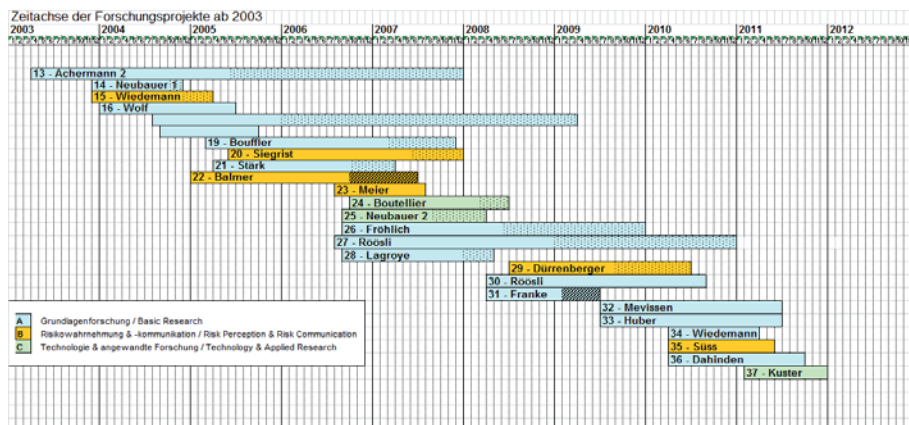 Zeitachse der Forschungsprojekte ab 2003
2003 2004 2005 2006 2007 2008 2009 2010 2011 2012
13 - Achermann 2
14 - Neubauer 1
15 - Wiedemann
16 - Wolf
19 - Bouffler
20 - Siegrist
21 - Stark
22 - Balmer
23 - Meier
24 - Boutellier
25 - Neubauer 2
26 - Fröhlich
27 - Röösli
28 - Lagroye
29 - Dürrenberger
30 - Röösli
31 - Franke
32 - Mevissen
33 - Huber
34 - Wiedemann
35 - Süss
36 - Dahinden
37 - Kuster
A Grundlagenforschung / Basic Research
B Risikowahrnehmung & -kommunikation / Risk Perception & Risk Communication
C Technologie & angewandte Forschung / Technology & Applied Research